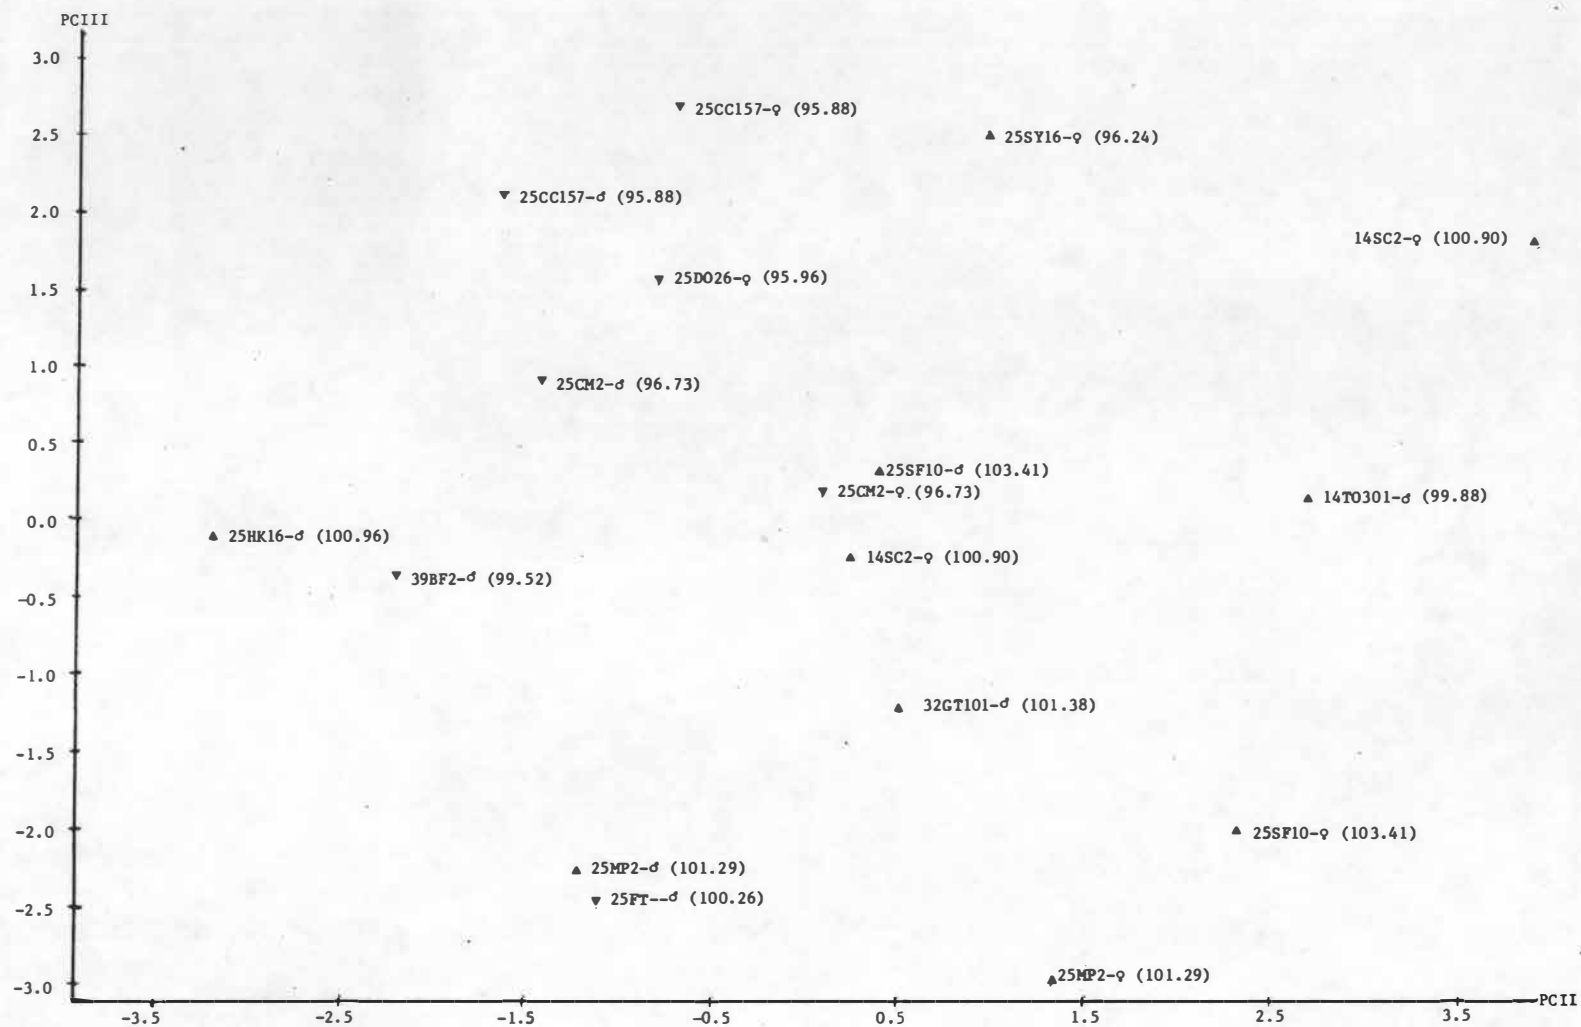 PCIII
3.0
25CC157-♀ (95.88)
2.5
25SY16-♀ (96.24)
25CC157-♂ (95.88)
2.0
14SC2-♀ (100.90)
1.5
25DO26-♀ (95.96)
1.0
25CM2-♂ (96.73)
0.5
25SF10-♂ (103.41)
25CM2-♀ (96.73)
14TO301-♂ (99.88)
0.0
25HK16-♂ (100.96)
14SC2-♀ (100.90)
39BF2-♂ (99.52)
-0.5
-1.0
32GT101-♂ (101.38)
-1.5
-2.0
25SF10-♀ (103.41)
25MP2-♂ (101.29)
25FT--♂ (100.26)
-2.5
25MP2-♀ (101.29)
-3.0
PCII
-3.5 -2.5 -1.5 -0.5 0.5 1.5 2.5 3.5